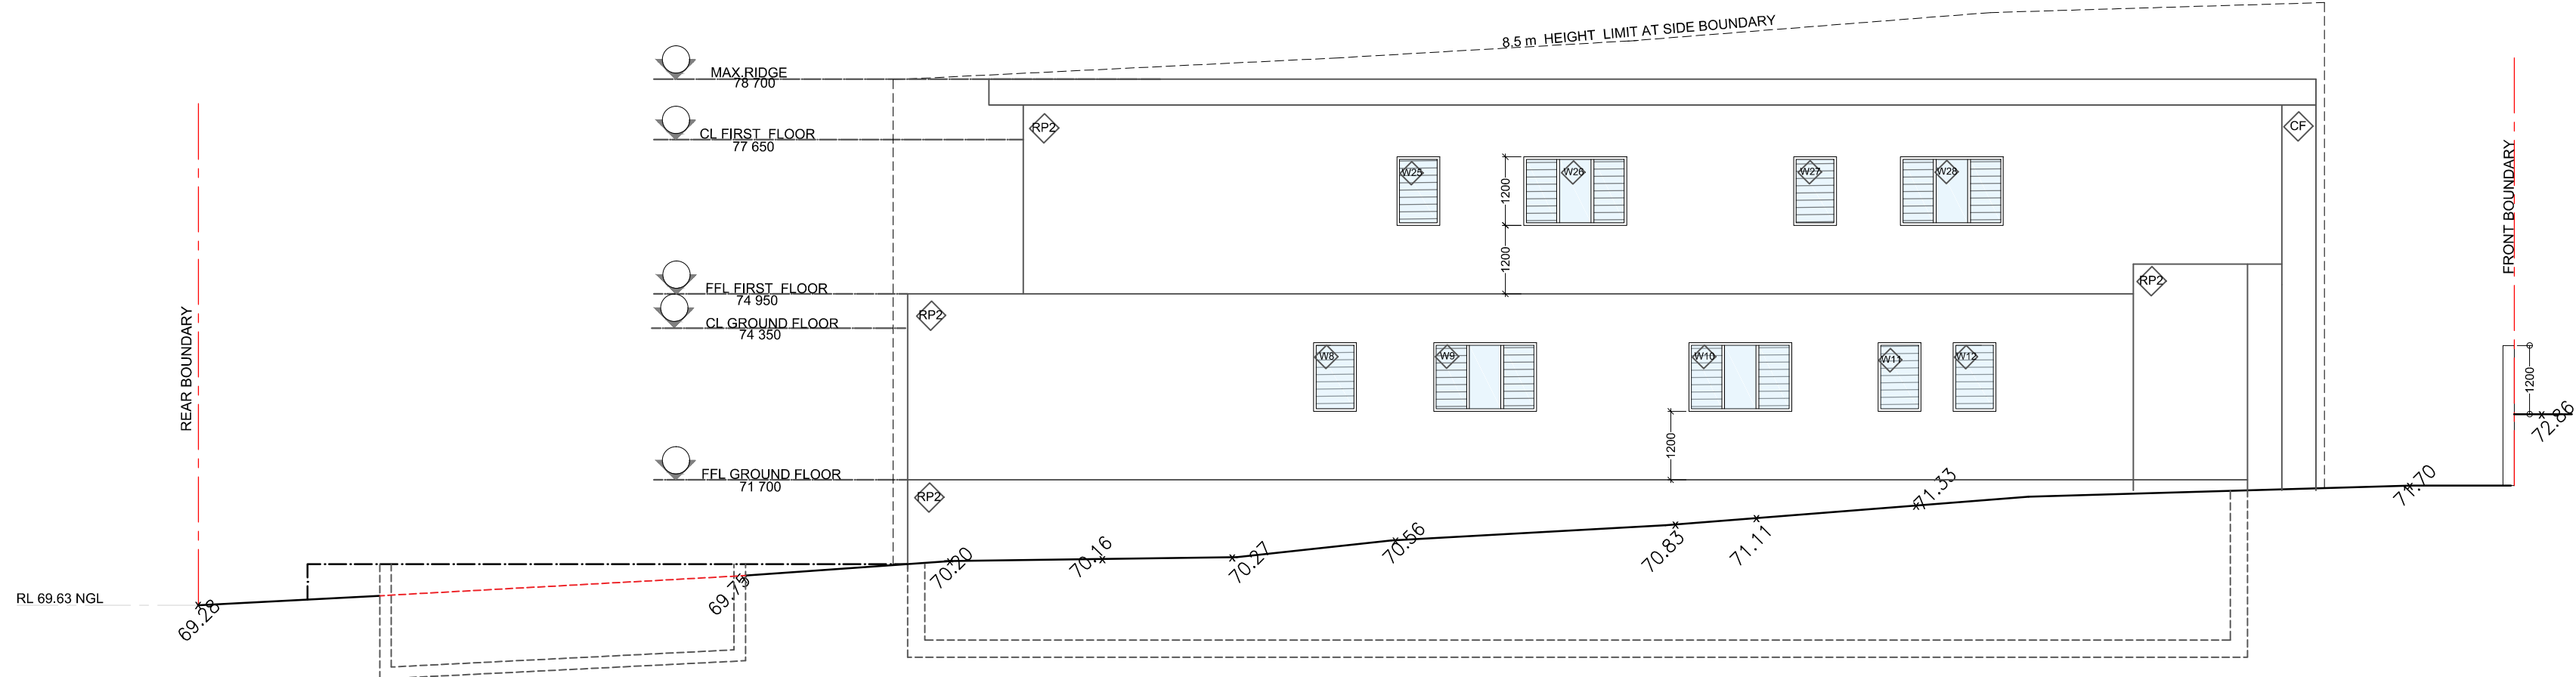 8.5 m HEIGHT LIMIT AT SIDE BOUNDARY
MAX.RIDGE
78 700
CL FIRST FLOOR
77 650
RP2
CF
W25
W26
W27
W28
1200
1200
FRONT BOUNDARY
FFL FIRST FLOOR
74 950
CL GROUND FLOOR
74 350
RP2
RP2
REAR BOUNDARY
W8
W9
W10
W11
W12
1200
1200
72.86
FFL GROUND FLOOR
71 700
RP2
71.33
71.70
70.20
70.16
70.27
70.56
70.83
71.11
69.75
RL 69.63 NGL
69.28